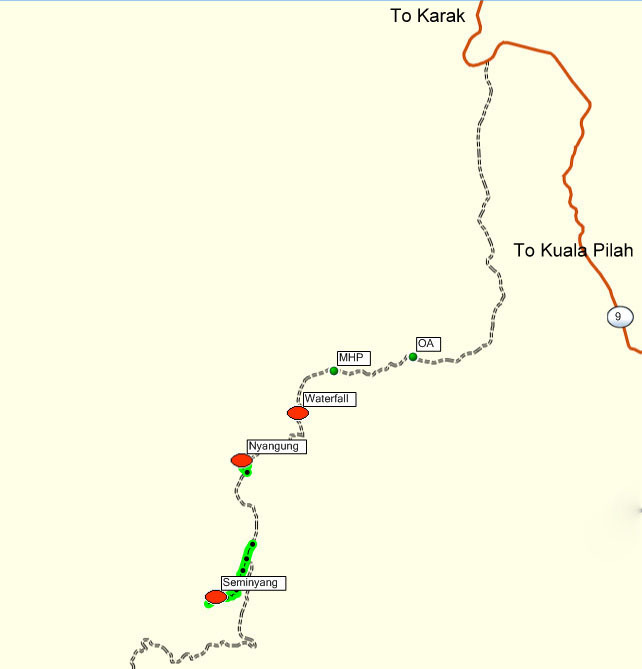 To Karak
To Kuala Pilah
9
OA
MHP
Waterfall
Nyangung
Seminyang